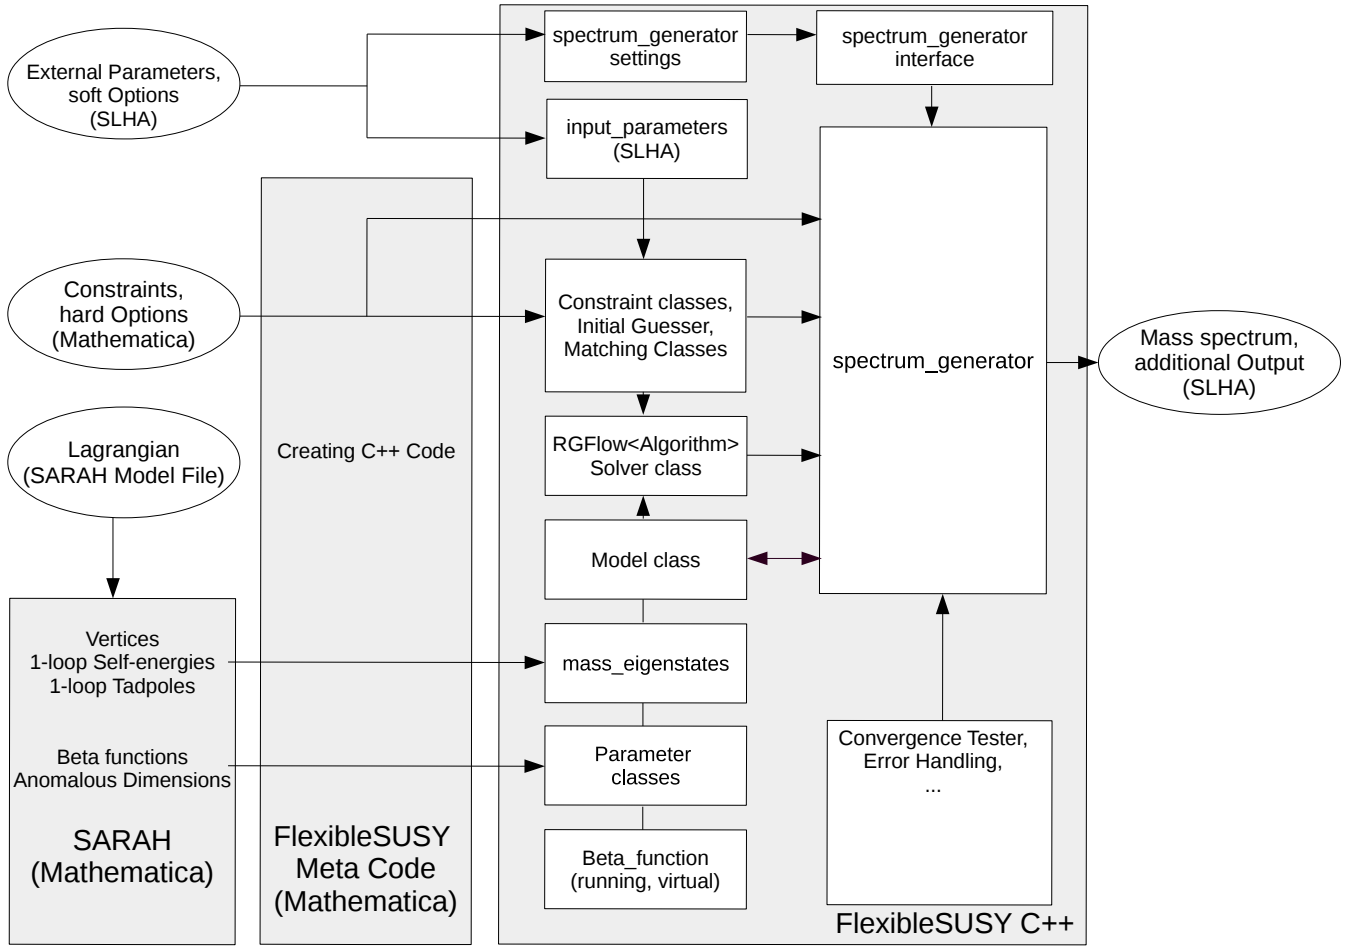 External Parameters,
soft Options
(SLHA)
spectrum_generator
settings
spectrum_generator
interface
input_parameters
(SLHA)
Constraints,
hard Options
(Mathematica)
Constraint classes,
Initial Guesser,
Matching Classes
spectrum_generator
Mass spectrum,
additional Output
(SLHA)
Lagrangian
(SARAH Model File)
Creating C++ Code
RGFlow<Algorithm>
Solver class
Model class
Vertices
1-loop Self-energies
1-loop Tadpoles
mass_eigenstates
Beta functions
Anomalous Dimensions
Parameter
classes
Convergence Tester,
Error Handling,
...
SARAH
(Mathematica)
FlexibleSUSY
Meta Code
(Mathematica)
Beta_function
(running, virtual)
FlexibleSUSY C++